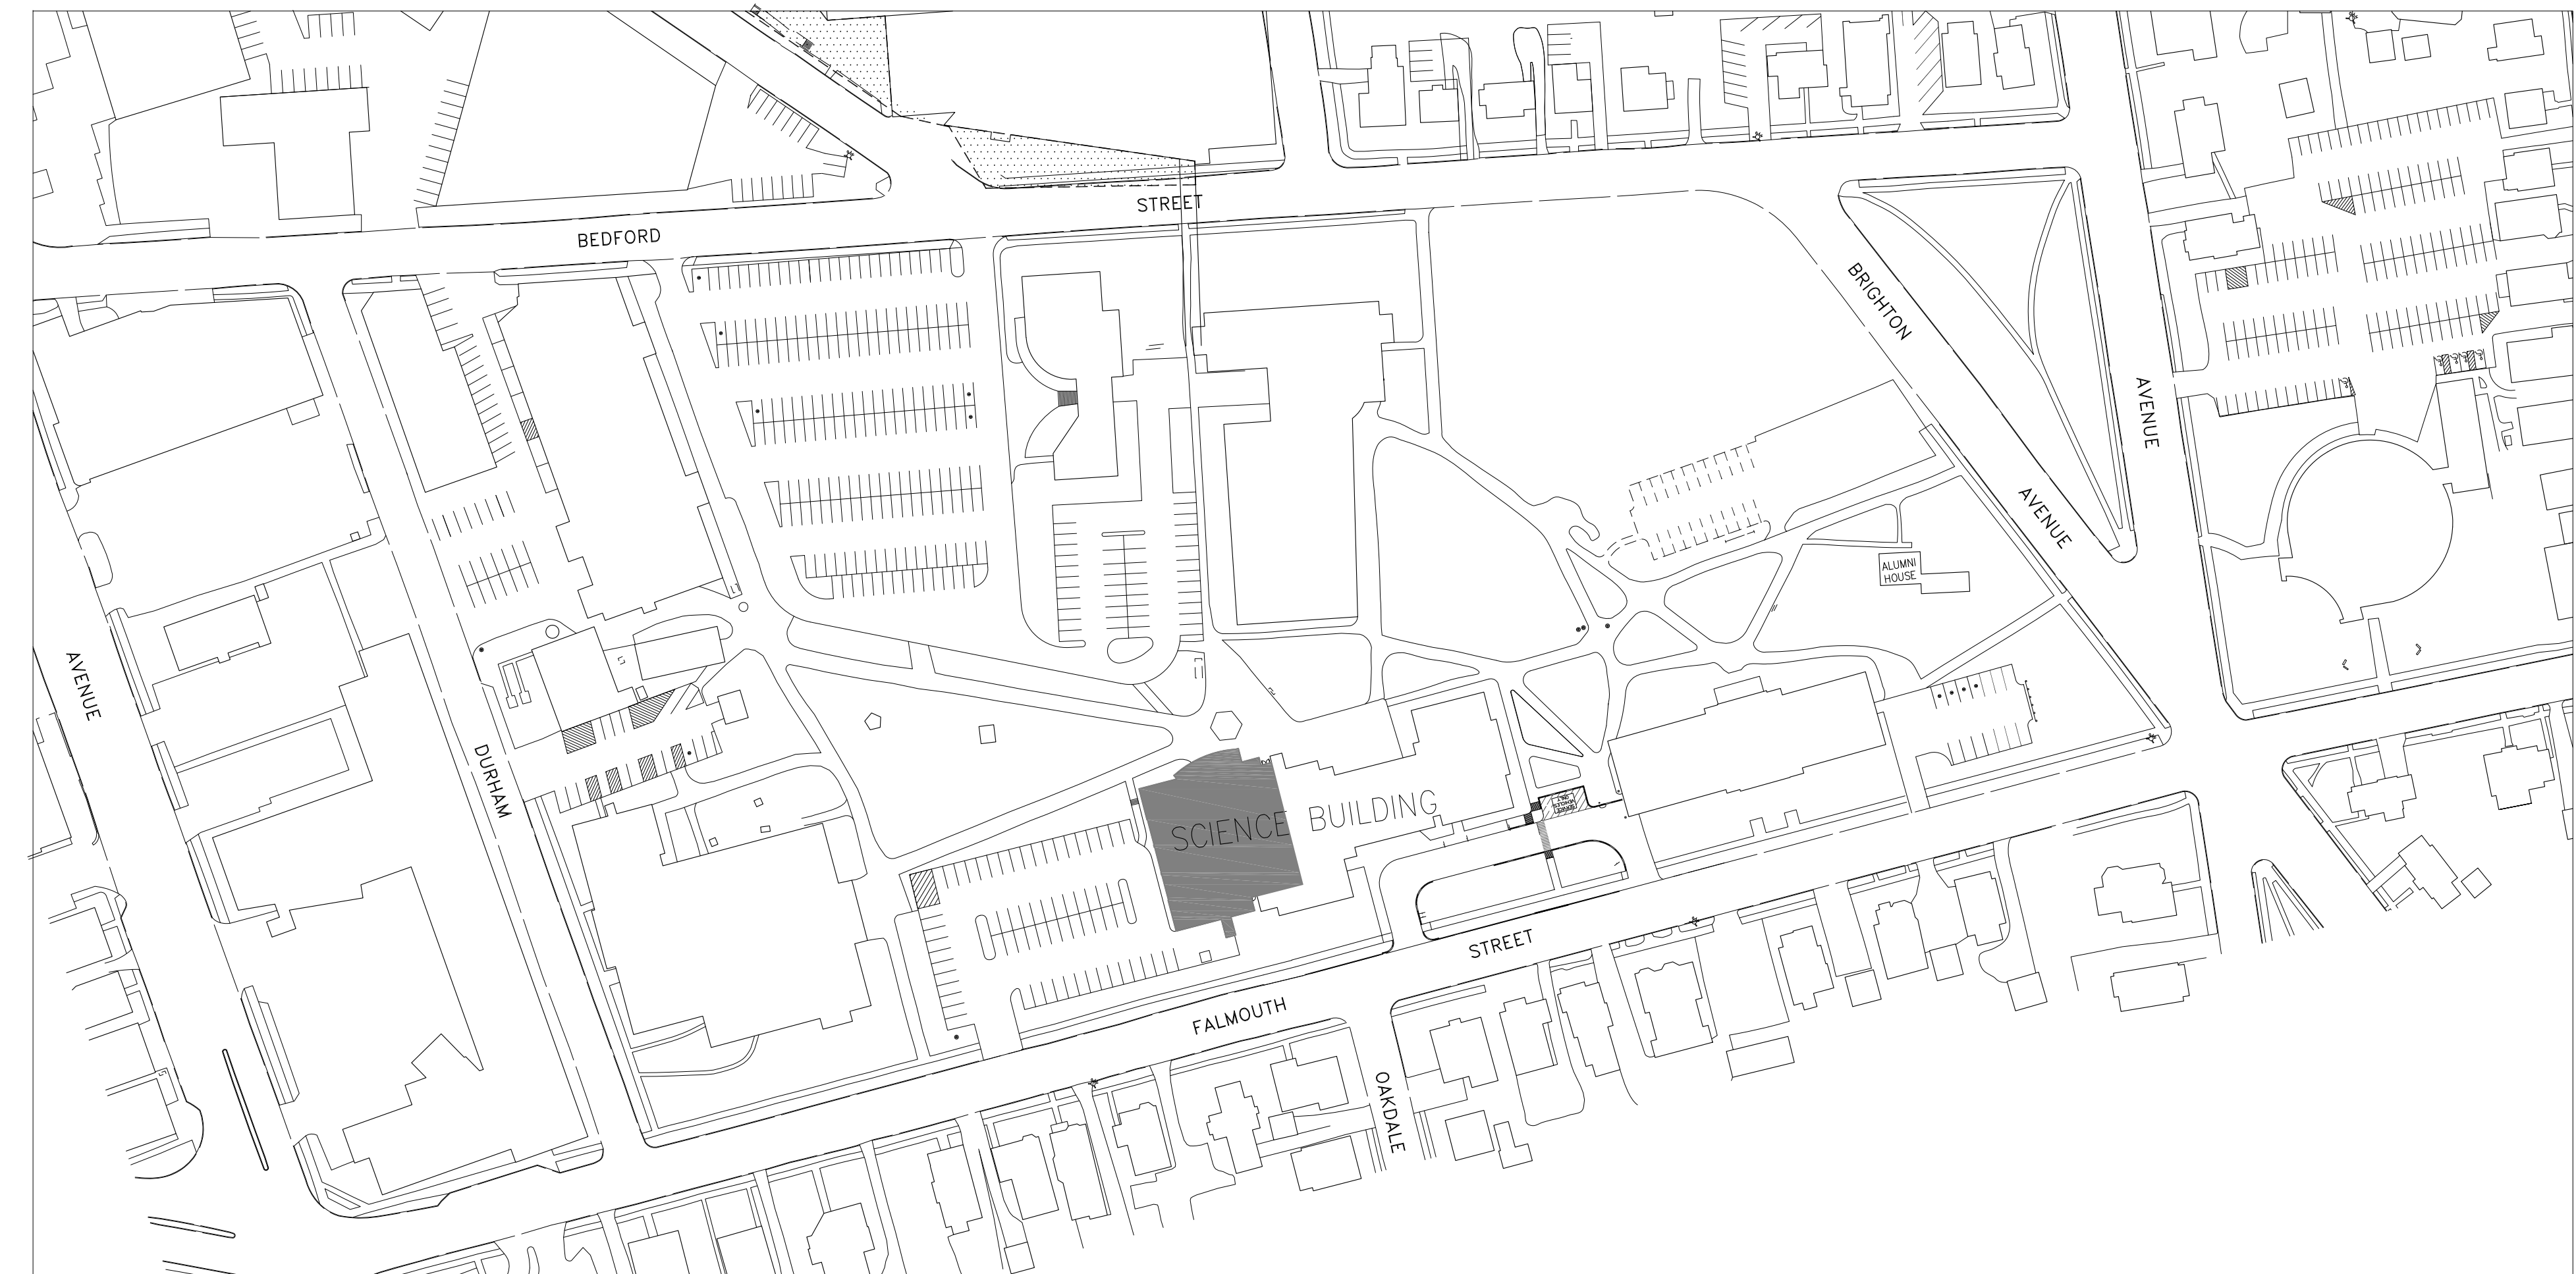 STREET
BEDFORD
BRIGHTON
AVENUE
AVENUE
ALUMNI
HOUSE
AVENUE
DURHAM
SCIENCE BUILDING
STREET
FALMOUTH
OAKDALE